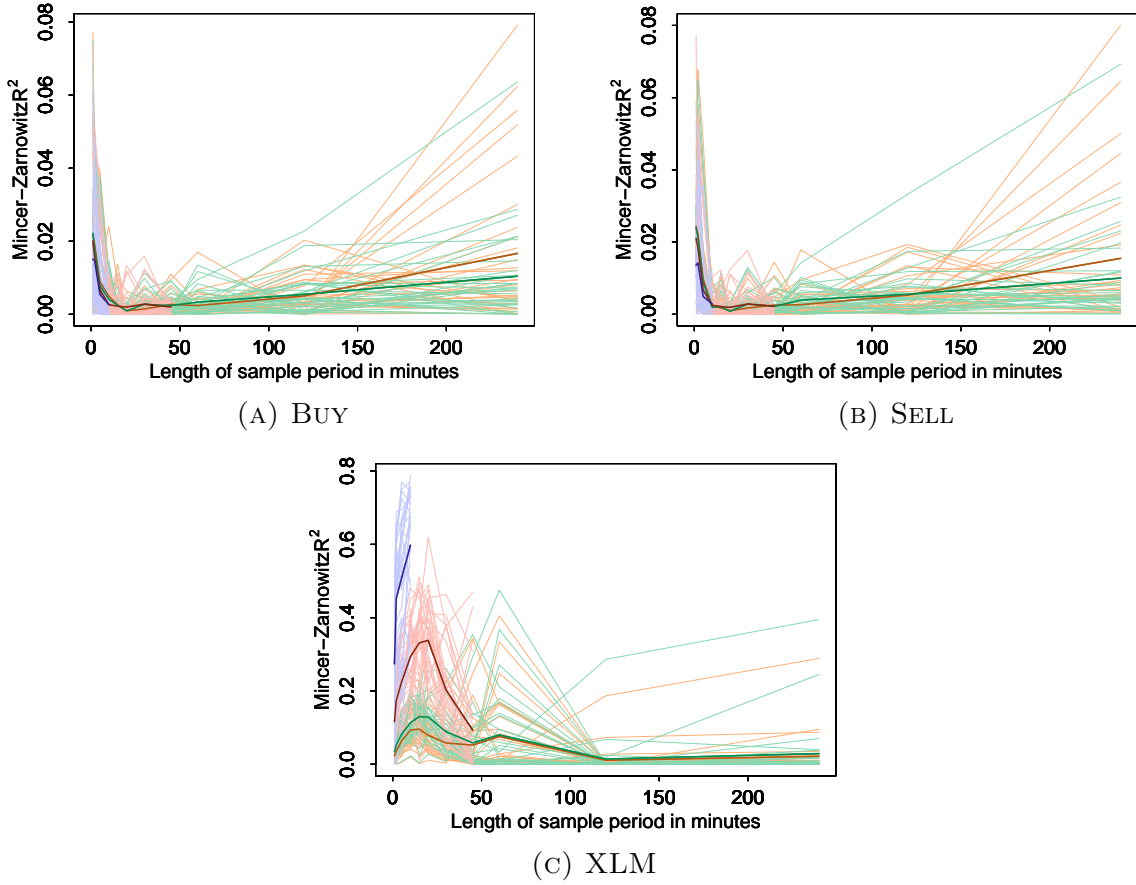 Mincer−ZarnowitzR²
0.00 0.02 0.04 0.06 0.08
0 50 100 150 200
Length of sample period in minutes
(A) BUY
Mincer−ZarnowitzR²
0.00 0.02 0.04 0.06 0.08
0 50 100 150 200
Length of sample period in minutes
(B) SELL
Mincer−ZarnowitzR²
0.0 0.2 0.4 0.6 0.8
0 50 100 150 200
Length of sample period in minutes
(C) XLM